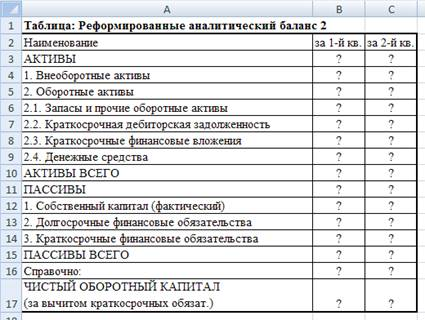 A B C
1 Таблица: Реформированные аналитический баланс 2
2 Наименование за 1-й кв. за 2-й кв.
3 АКТИВЫ ? ?
4 1. Внеоборотные активы ? ?
5 2. Оборотные активы ? ?
6 2.1. Запасы и прочие оборотные активы ? ?
7 2.2. Краткосрочная дебиторская задолженность ? ?
8 2.3. Краткосрочные финансовые вложения ? ?
9 2.4. Денежные средства ? ?
10 АКТИВЫ ВСЕГО ? ?
11 ПАССИВЫ ? ?
12 1. Собственный капитал (фактический) ? ?
13 2. Долгосрочные финансовые обязательства ? ?
14 3. Краткосрочные финансовые обязательства ? ?
15 ПАССИВЫ ВСЕГО ? ?
16 Справочно: ? ?
ЧИСТЫЙ ОБОРОТНЫЙ КАПИТАЛ
17 (за вычитом краткосрочных обязат.) ? ?
18